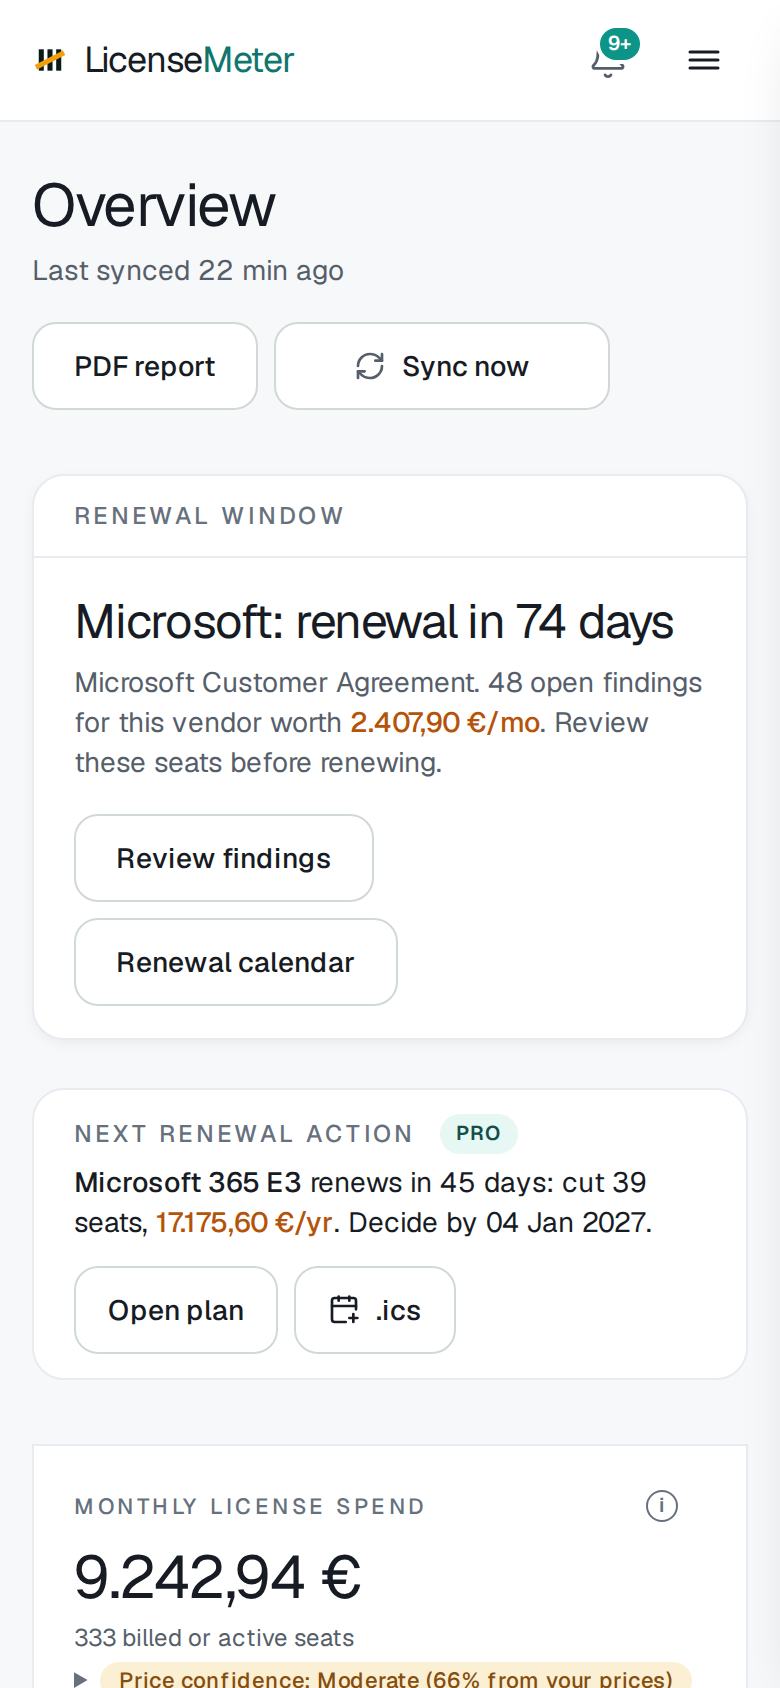 LicenseMeter
9+
Overview
Last synced 22 min ago
PDF report
Sync now
RENEWAL WINDOW
Microsoft: renewal in 74 days
Microsoft Customer Agreement. 48 open findings
for this vendor worth 2.407,90 €/mo. Review
these seats before renewing.
Review findings
Renewal calendar
NEXT RENEWAL ACTION PRO
Microsoft 365 E3 renews in 45 days: cut 39
seats, 17.175,60 €/yr. Decide by 04 Jan 2027.
Open plan
.ics
MONTHLY LICENSE SPEND
9.242,94 €
333 billed or active seats
Price confidence: Moderate (66% from your prices)